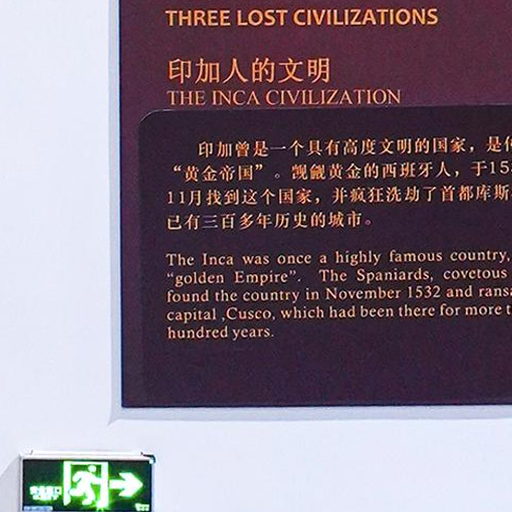 THREE LOST CIVILIZATIONS
印加人的文明
THE INCA CIVILIZATION
印加曾是一个具有高度文明的国家，是
“黄金帝国”。觊觎黄金的西班牙人，于15
11月找到这个国家，并疯狂洗劫了首都库斯
已有三百多年历史的城市。
The Inca was once a highly famous country,
“golden Empire”. The Spaniards, covetous
found the country in November 1532 and ransa
capital ,Cusco, which had been there for more t
hundred years.